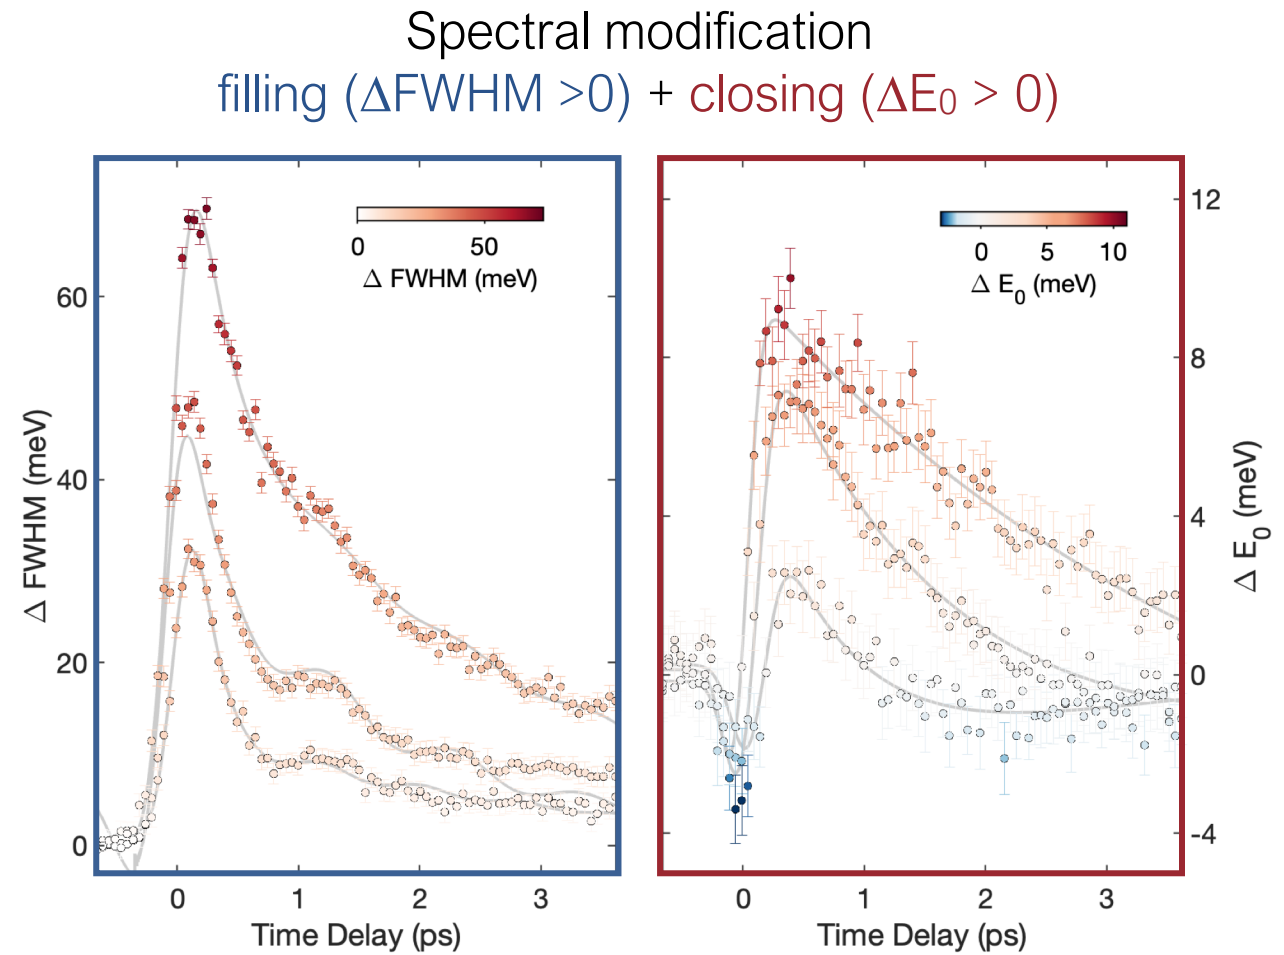 Spectral modification
filling (ΔFWHM >0) + closing (ΔE₀ > 0)
0 50
Δ FWHM (meV)
60
40
20
0
Δ FWHM (meV)
0 1 2 3
Time Delay (ps)
0 5 10
Δ E₀ (meV)
12
8
4
0
-4
Δ E₀ (meV)
0 1 2 3
Time Delay (ps)